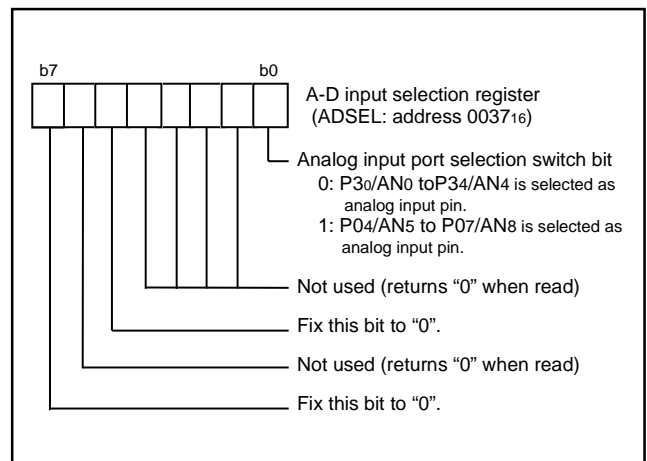 b7 b0
A-D input selection register
(ADSEL: address 003716)
Analog input port selection switch bit
0: P30/AN0 toP34/AN4 is selected as
analog input pin.
1: P04/AN5 to P07/AN8 is selected as
analog input pin.
Not used (returns “0” when read)
Fix this bit to “0”.
Not used (returns “0” when read)
Fix this bit to “0”.